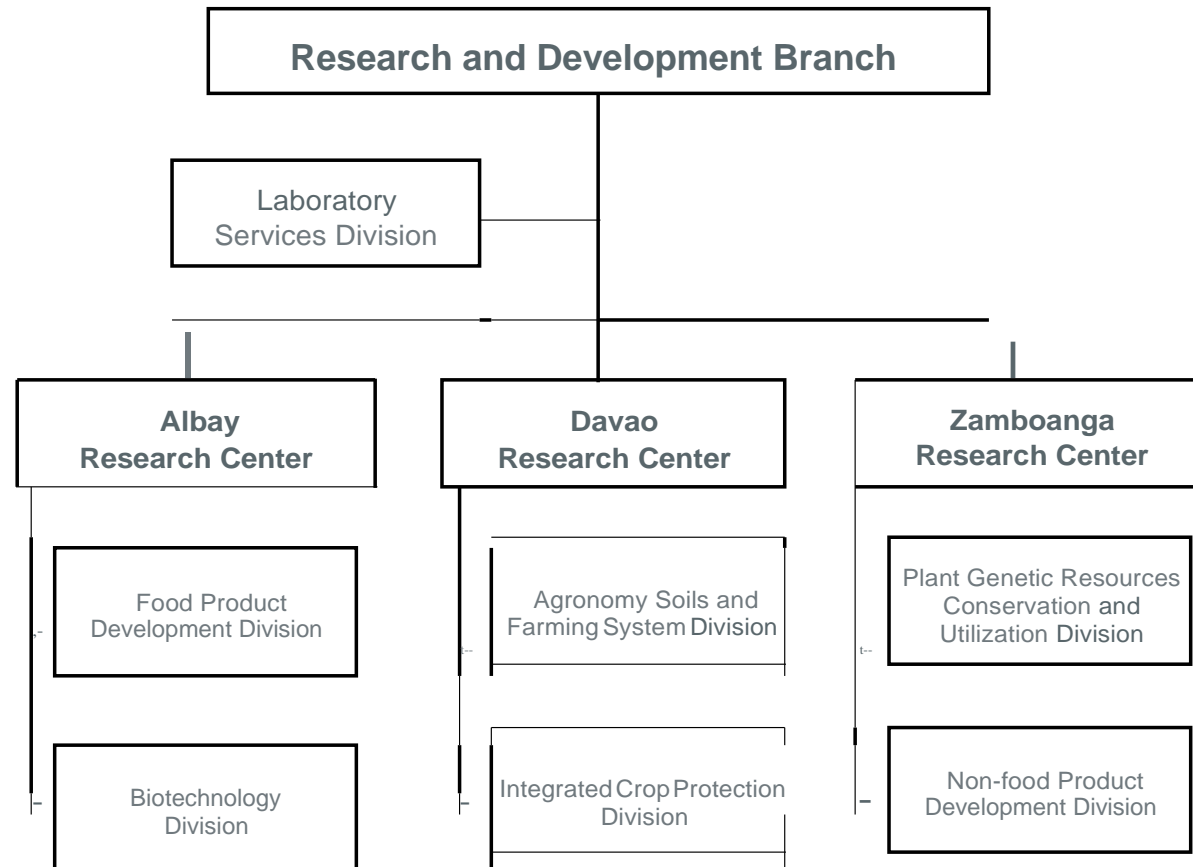 Research and Development Branch
Laboratory
Services Division
Albay
Research Center
Davao
Research Center
Zamboanga
Research Center
Food Product
Development Division
Agronomy Soils and
Farming System Division
Plant Genetic Resources
Conservation and
Utilization Division
Biotechnology
Division
Integrated Crop Protection
Division
Non-food Product
Development Division